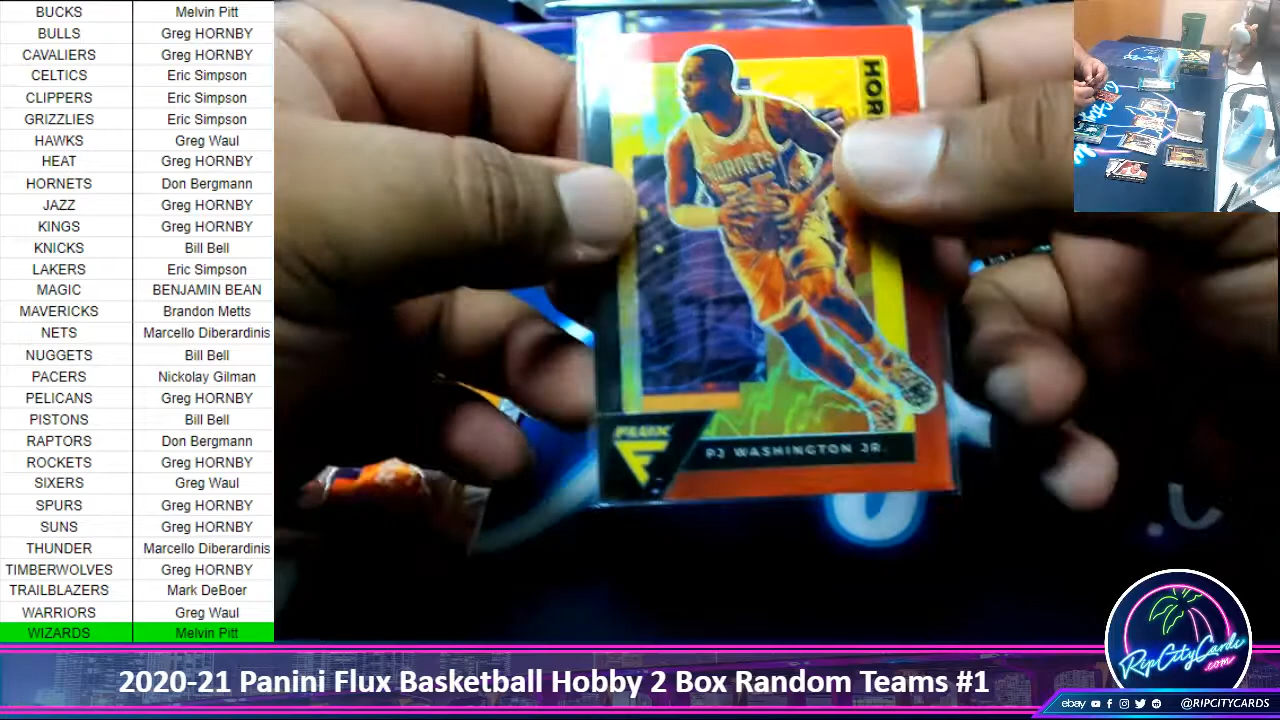 BUCKS Melvin Pitt
BULLS Greg HORNBY
CAVALIERS Greg HORNBY
CELTICS Eric Simpson
CLIPPERS Eric Simpson
GRIZZLIES Eric Simpson
HAWKS Greg Waul
HEAT Greg HORNBY
HORNETS Don Bergmann
JAZZ Greg HORNBY
KINGS Greg HORNBY
KNICKS Bill Bell
LAKERS Eric Simpson
MAGIC BENJAMIN BEAN
MAVERICKS Brandon Metts
NETS Marcello Diberardinis
NUGGETS Bill Bell
PACERS Nickolay Gilman
PELICANS Greg HORNBY
PISTONS Bill Bell
RAPTORS Don Bergmann
ROCKETS Greg HORNBY
SIXERS Greg Waul
SPURS Greg HORNBY
SUNS Greg HORNBY
THUNDER Marcello Diberardinis
TIMBERWOLVES Greg HORNBY
TRAILBLAZERS Mark DeBoer
WARRIORS Greg Waul
WIZARDS Melvin Pitt
HOR
HORNETS
25
PANINI
PJ WASHINGTON JR.
2020-21 Panini Flux Basketball Hobby 2 Box Random Teams #1
RipCityCards
.com
ebay
@RIPCITYCARDS